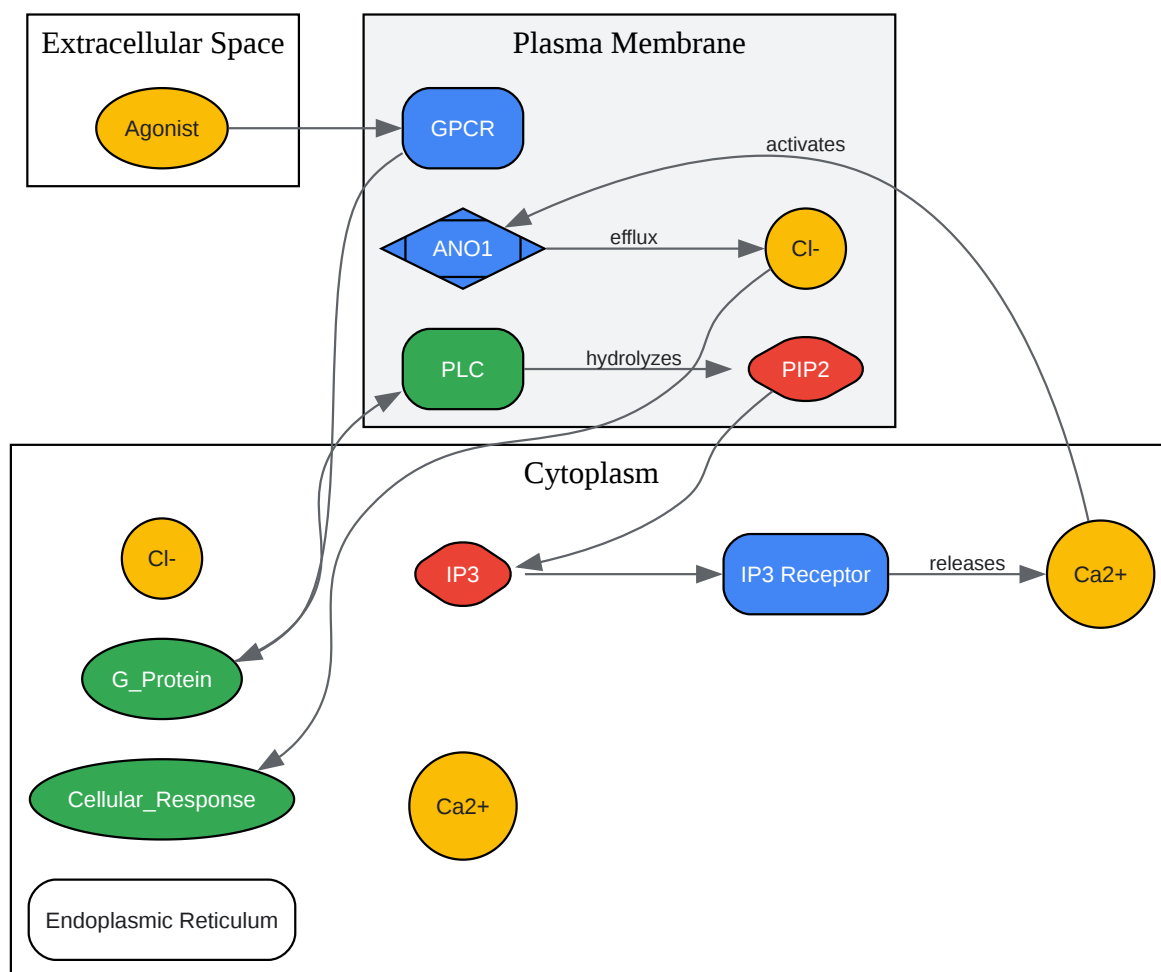 Extracellular Space
Plasma Membrane
Agonist
GPCR
activates
ANO1
efflux
Cl-
PLC
hydrolyzes
PIP2
Cytoplasm
Cl-
IP3
IP3 Receptor
releases
Ca2+
G_Protein
Cellular_Response
Ca2+
Endoplasmic Reticulum